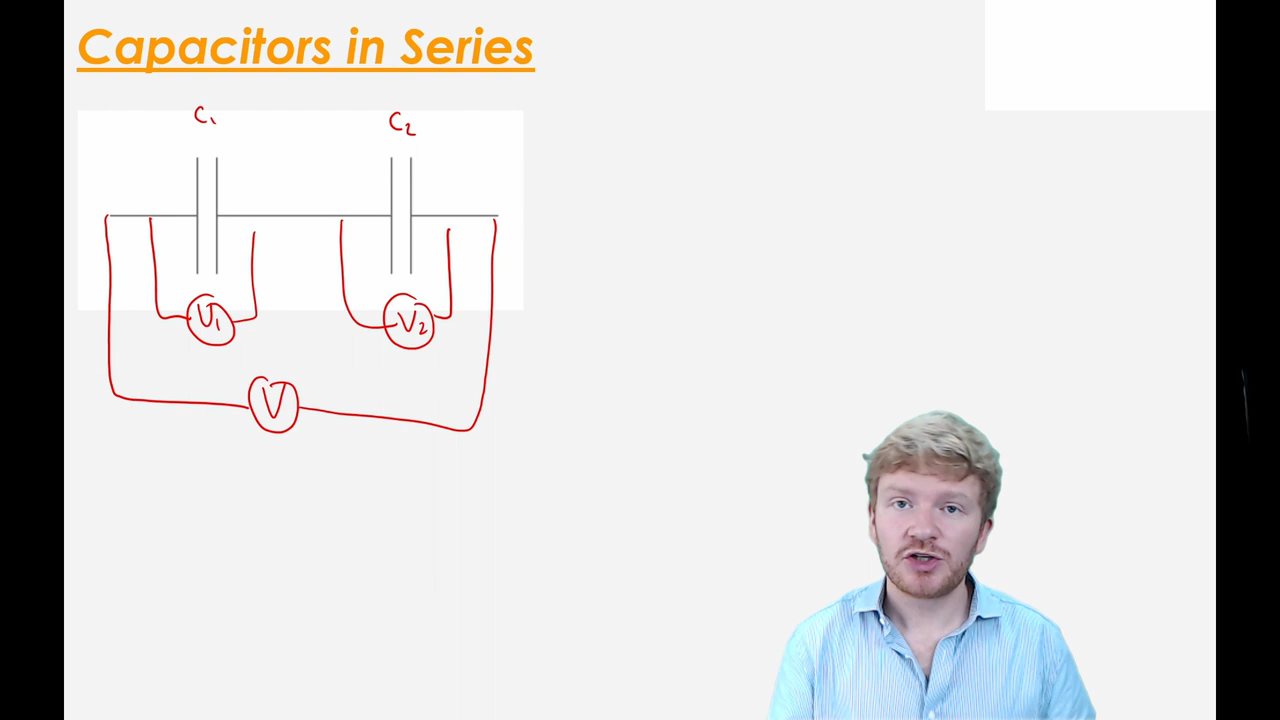 Capacitors in Series
C₁
C₂
V₁
V₂
V